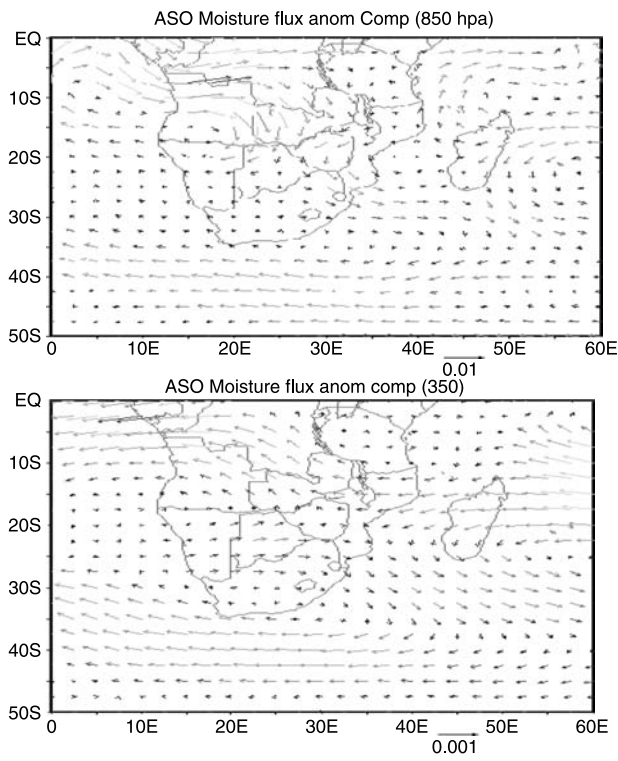 ASO Moisture flux anom Comp (850 hpa)
EQ
10S
20S
30S
40S
50S
0 10E 20E 30E 40E 50E 60E
0.01
ASO Moisture flux anom comp (350)
EQ
10S
20S
30S
40S
50S
0 10E 20E 30E 40E 50E 60E
0.001